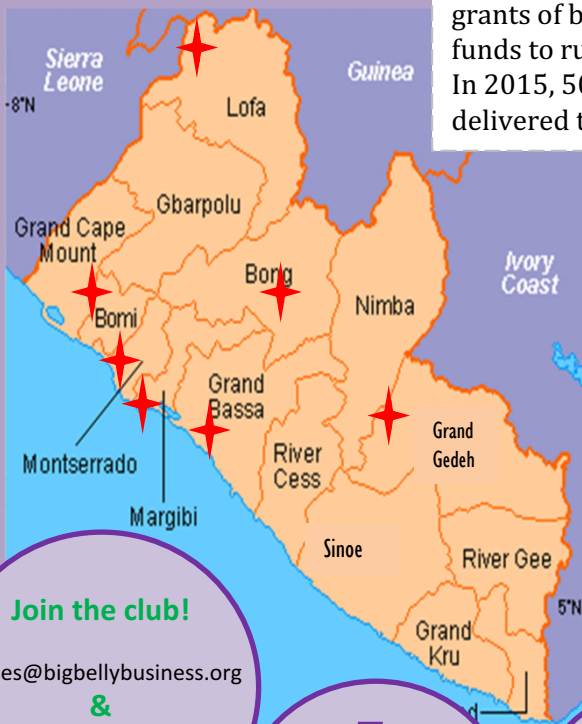 grants of b
funds to ru
In 2015, 50
delivered t
Sierra
Leone
Guinea
8°N
Lofa
Gbarpolu
Grand Cape
Mount
Ivory
Coast
Bong
Nimba
Bomi
Grand
Bassa
Grand
Gedeh
River
Cess
Montserrado
Margibi
Sinoe
River Gee
5°N
Grand
Kru
Join the club!
es@bigbellybusiness.org
&